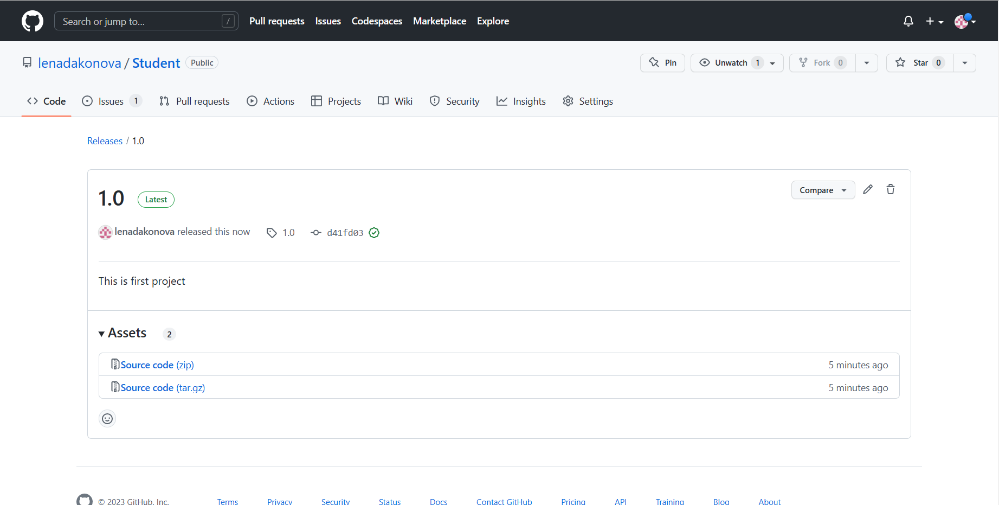 Search or jump to... / Pull requests Issues Codespaces Marketplace Explore
lenadakonova / Student Public Pin Unwatch 1 Fork 0 Star 0
Code Issues 1 Pull requests Actions Projects Wiki Security Insights Settings
Releases / 1.0
1.0 Latest Compare
lenadakonova released this now 1.0 d41fd03
This is first project
Assets 2
Source code (zip) 5 minutes ago
Source code (tar.gz) 5 minutes ago
© 2023 GitHub, Inc. Terms Privacy Security Status Docs Contact GitHub Pricing API Training Blog About